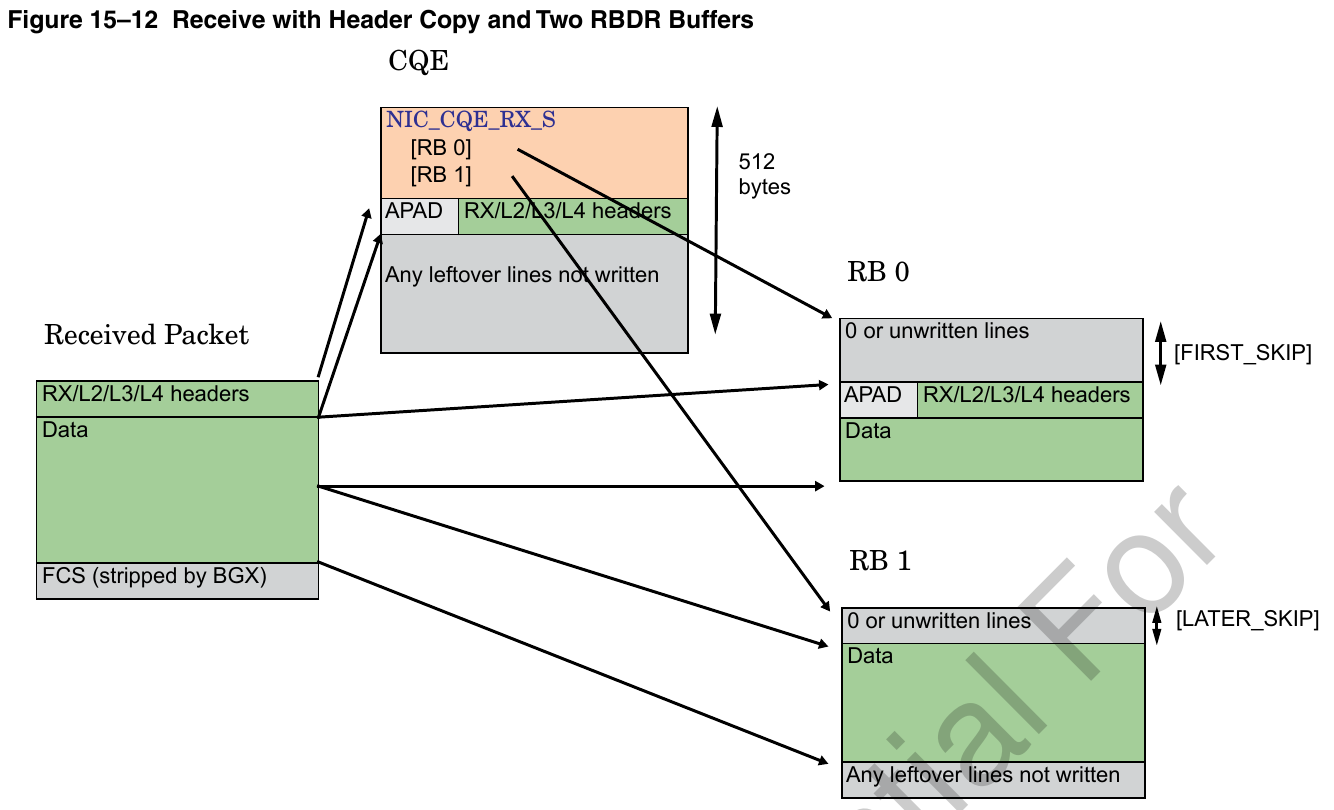 Figure 15–12 Receive with Header Copy and Two RBDR Buffers
CQE
NIC_CQE_RX_S
[RB 0]
[RB 1]
512
bytes
APAD
RX/L2/L3/L4 headers
Any leftover lines not written
RB 0
0 or unwritten lines
[FIRST_SKIP]
APAD
RX/L2/L3/L4 headers
Data
Received Packet
RX/L2/L3/L4 headers
Data
FCS (stripped by BGX)
RB 1
0 or unwritten lines
[LATER_SKIP]
Data
Any leftover lines not written
For